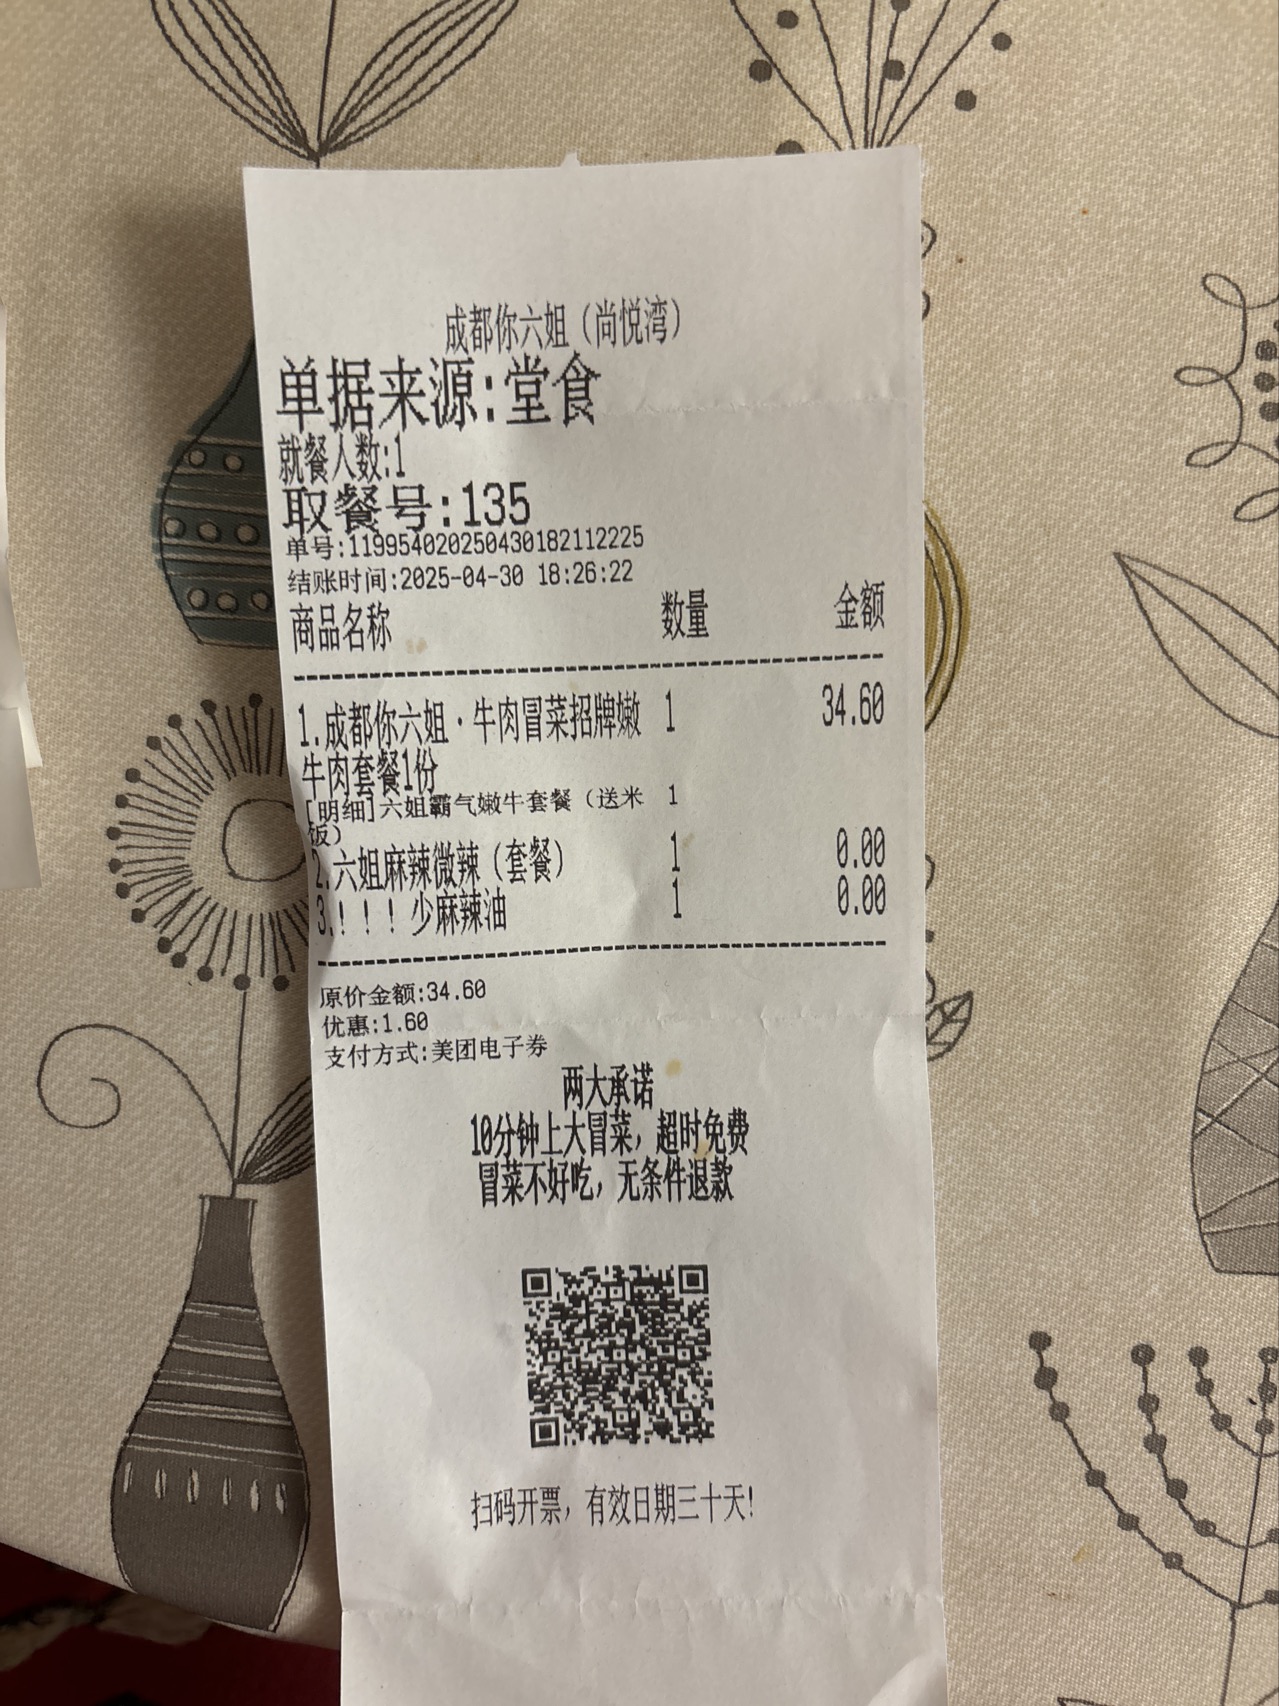 成都你六姐（尚悦湾）
单据来源:堂食
就餐人数:1
取餐号:135
单号:119954020250430182112225
结账时间:2025-04-30 18:26:22
商品名称 数量 金额
1.成都你六姐·牛肉冒菜招牌嫩 1 34.60
牛肉套餐1份
[明细]六姐霸气嫩牛套餐（送米 1
饭）
2.六姐麻辣微辣（套餐） 1 0.00
3.！！！少麻辣油 1 0.00
原价金额:34.60
优惠:1.60
支付方式:美团电子券
两大承诺
10分钟上大冒菜，超时免费
冒菜不好吃，无条件退款
扫码开票，有效日期三十天!